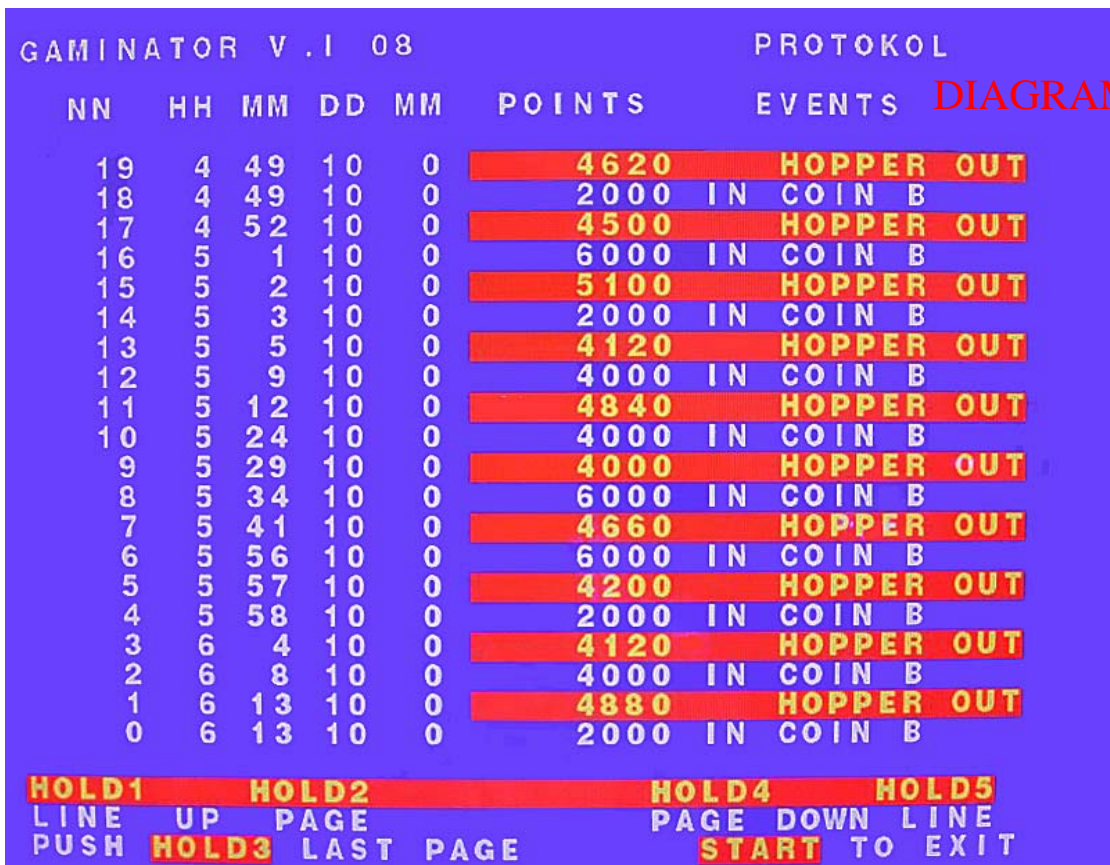 GAMINATOR V.I 08 PROTOKOL
NN HH MM DD MM POINTS EVENTS DIAGRAM
19 4 49 10 0 4620 HOPPER OUT
18 4 49 10 0 2000 IN COIN B
17 4 52 10 0 4500 HOPPER OUT
16 5 1 10 0 6000 IN COIN B
15 5 2 10 0 5100 HOPPER OUT
14 5 3 10 0 2000 IN COIN B
13 5 5 10 0 4120 HOPPER OUT
12 5 9 10 0 4000 IN COIN B
11 5 12 10 0 4840 HOPPER OUT
10 5 24 10 0 4000 IN COIN B
9 5 29 10 0 4000 HOPPER OUT
8 5 34 10 0 6000 IN COIN B
7 5 41 10 0 4660 HOPPER OUT
6 5 56 10 0 6000 IN COIN B
5 5 57 10 0 4200 HOPPER OUT
4 5 58 10 0 2000 IN COIN B
3 6 4 10 0 4120 HOPPER OUT
2 6 8 10 0 4000 IN COIN B
1 6 13 10 0 4880 HOPPER OUT
0 6 13 10 0 2000 IN COIN B
HOLD1 HOLD2 HOLD4 HOLD5
LINE UP PAGE PAGE DOWN LINE
PUSH HOLD3 LAST PAGE START TO EXIT